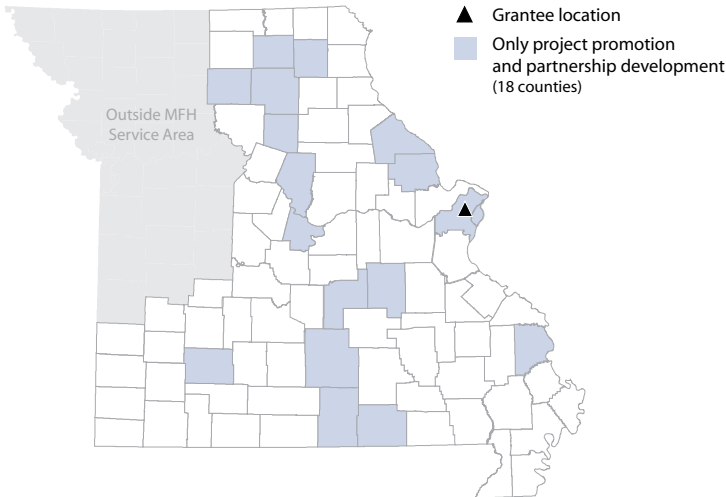 Grantee location
Only project promotion
and partnership development
(18 counties)
Outside MFH
Service Area